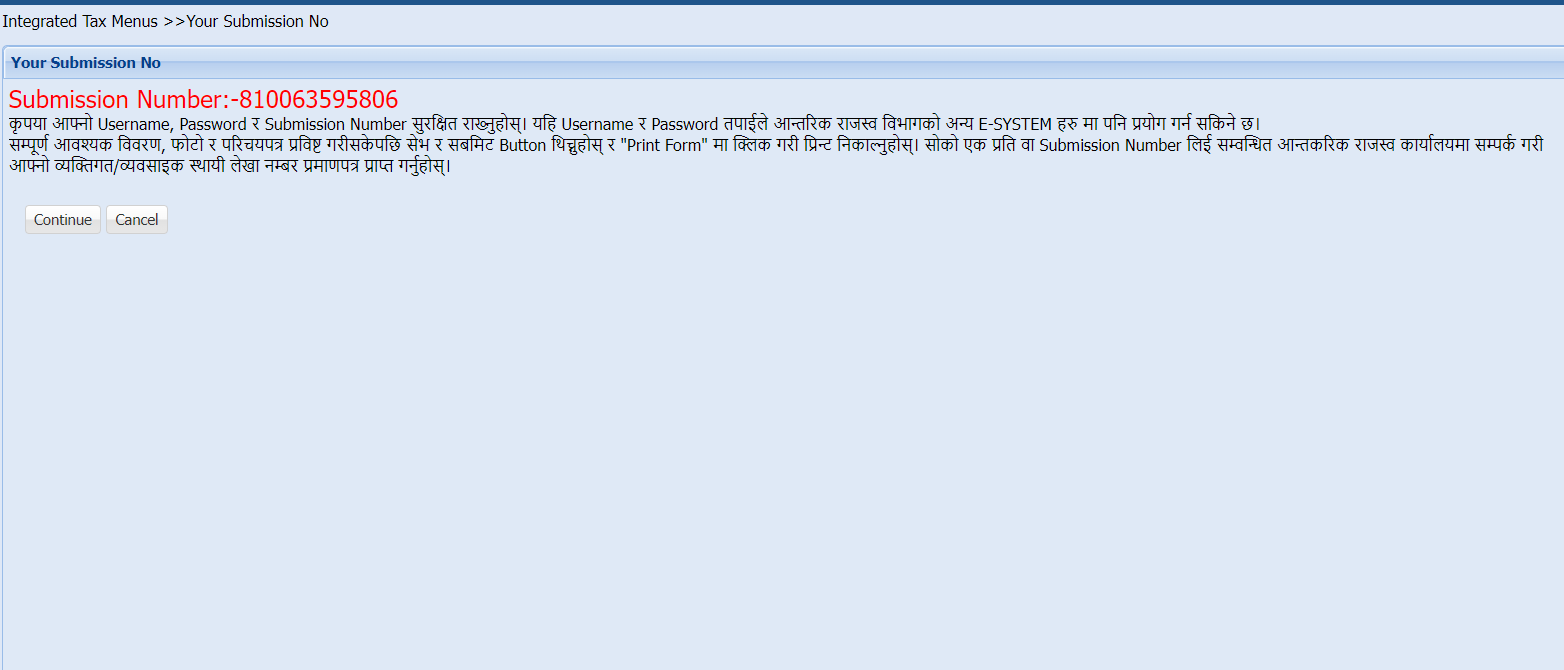 Integrated Tax Menus >>Your Submission No
Your Submission No
Submission Number:-810063595806
कृपया आफ्नो Username, Password र Submission Number सुरक्षित राख्नुहोस्। यहि Username र Password तपाईले आन्तरिक राजस्व विभागको अन्य E-SYSTEM हरु मा पनि प्रयोग गर्न सकिने छ।
सम्पूर्ण आवश्यक विवरण, फोटो र परिचयपत्र प्रविष्ट गरीसकेपछि सेभ र सबमिट Button थिच्नुहोस् र "Print Form" मा क्लिक गरी प्रिन्ट निकाल्नुहोस्। सोको एक प्रति वा Submission Number लिई सम्वन्धित आन्तकरिक राजस्व कार्यालयमा सम्पर्क गरी
आफ्नो व्यक्तिगत/व्यवसाइक स्थायी लेखा नम्बर प्रमाणपत्र प्राप्त गर्नुहोस्।
Continue Cancel